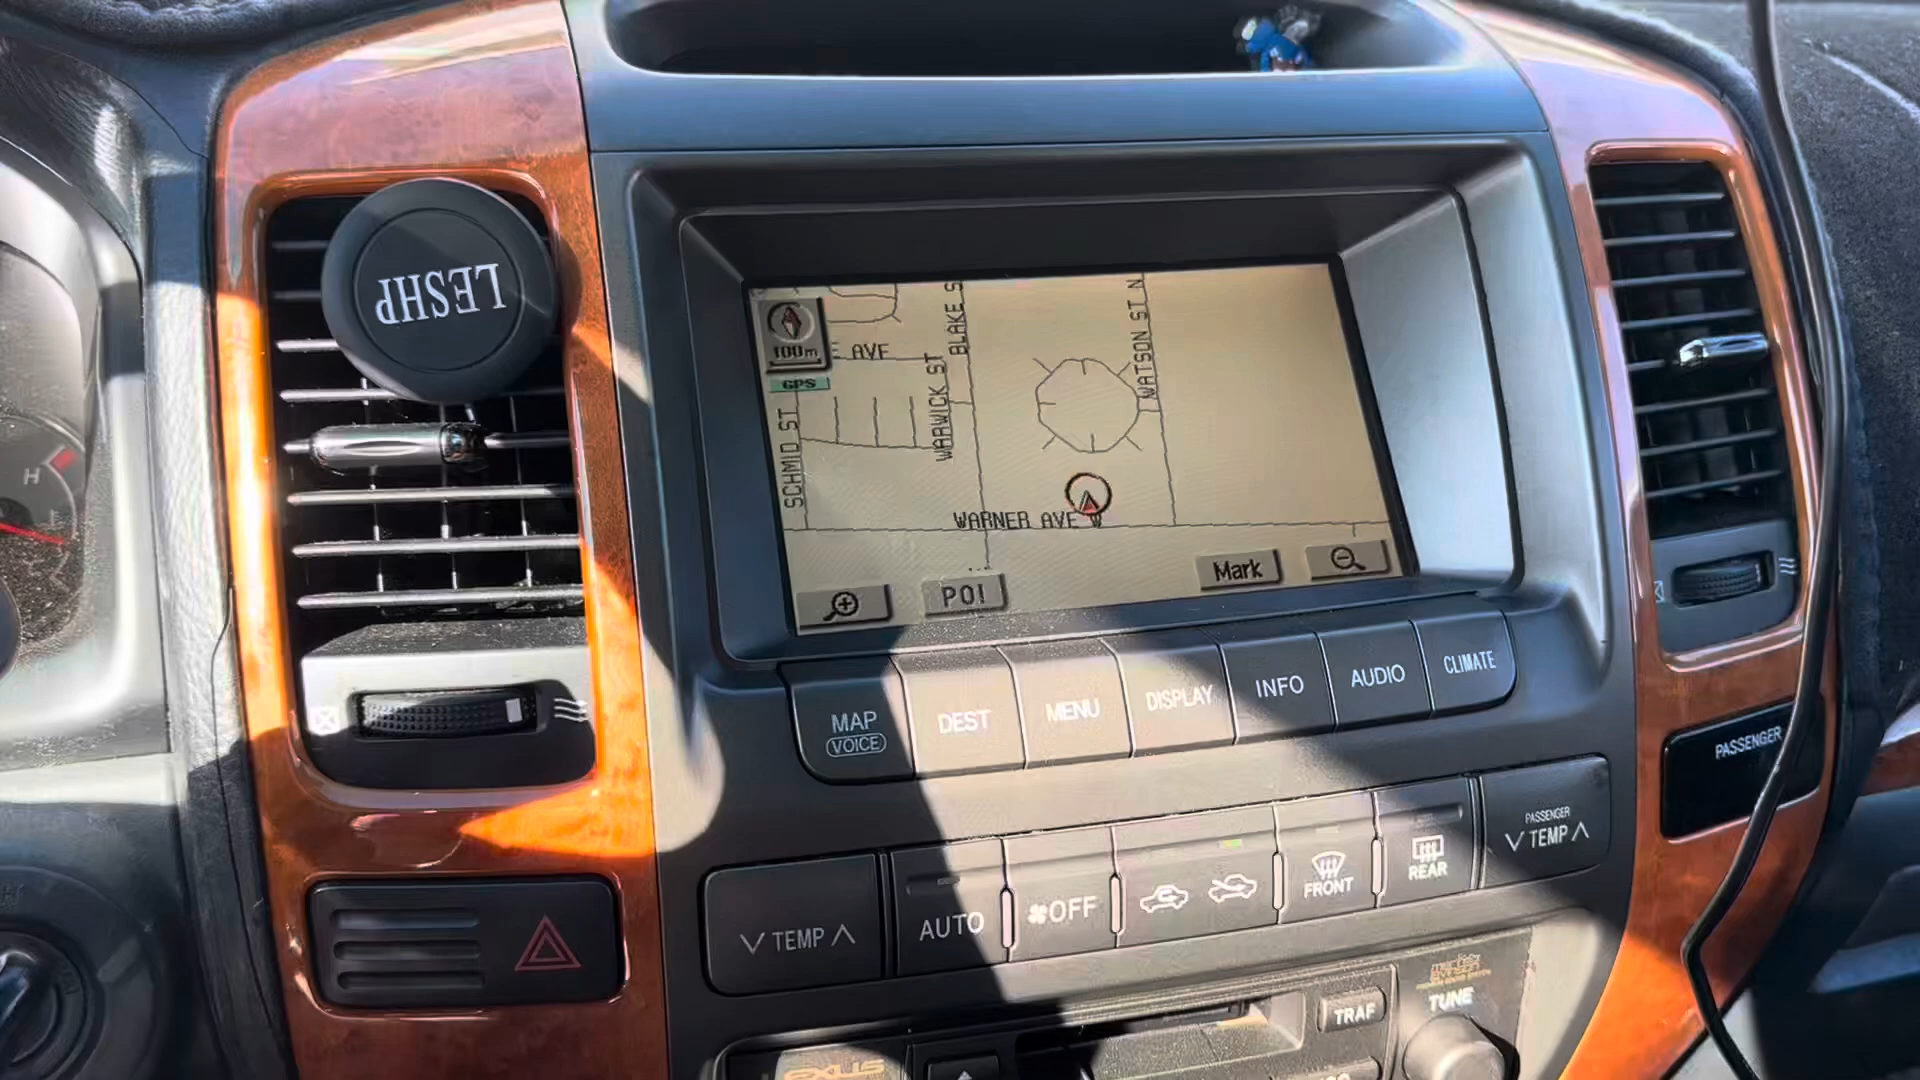 LESHP
H
100m
GPS
AVE
SCHMID ST
WARWICK ST
BLAKE S
WATSON ST N
WARNER AVE W
POI
Mark
MAP
VOICE
DEST
MENU
DISPLAY
INFO
AUDIO
CLIMATE
PASSENGER
TEMP
AUTO
OFF
FRONT
REAR
PASSENGER
TEMP
TRAF
TUNE
LEXUS